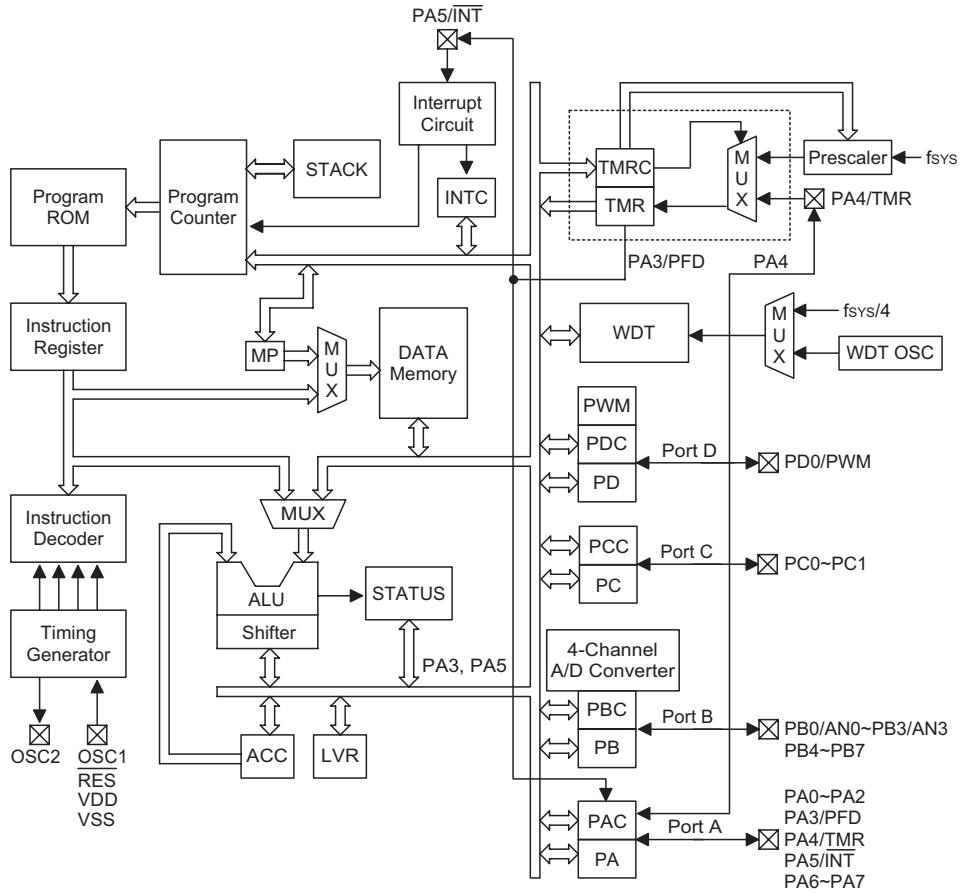 PA5/INT
Interrupt
Circuit
INTC
STACK
Program
Counter
Program
ROM
Instruction
Register
MP
MUX
DATA
Memory
Instruction
Decoder
MUX
ALU
Shifter
STATUS
Timing
Generator
OSC2
OSC1
RES
VDD
VSS
ACC
LVR
PA3, PA5
TMRC
TMR
MUX
Prescaler
fSYS
PA4/TMR
PA3/PFD
PA4
WDT
MUX
fSYS/4
WDT OSC
PWM
PDC
PD
Port D
PD0/PWM
PCC
PC
Port C
PC0~PC1
4-Channel
A/D Converter
PBC
PB
Port B
PB0/AN0~PB3/AN3
PB4~PB7
PAC
PA
Port A
PA0~PA2
PA3/PFD
PA4/TMR
PA5/INT
PA6~PA7